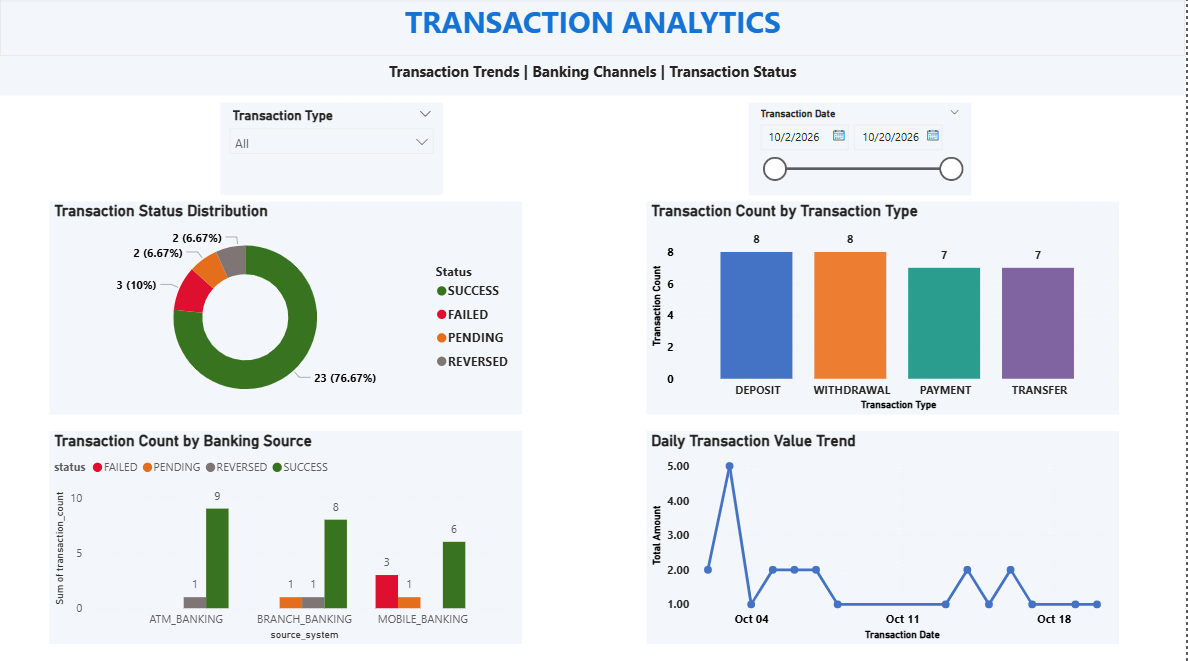 TRANSACTION ANALYTICS
Transaction Trends | Banking Channels | Transaction Status
Transaction Type
All
Transaction Date
10/2/2026 10/20/2026
Transaction Status Distribution
2 (6.67%)
2 (6.67%)
3 (10%)
23 (76.67%)
Status
SUCCESS
FAILED
PENDING
REVERSED
Transaction Count by Transaction Type
Transaction Count
8
6
4
2
0
8 8 7 7
DEPOSIT WITHDRAWAL PAYMENT TRANSFER
Transaction Type
Transaction Count by Banking Source
status FAILED PENDING REVERSED SUCCESS
Sum of transaction_count
10
5
0
1 9 1 1 8 3 1 6
ATM_BANKING BRANCH_BANKING MOBILE_BANKING
source_system
Daily Transaction Value Trend
Total Amount
5.00
4.00
3.00
2.00
1.00
Oct 04 Oct 11 Oct 18
Transaction Date